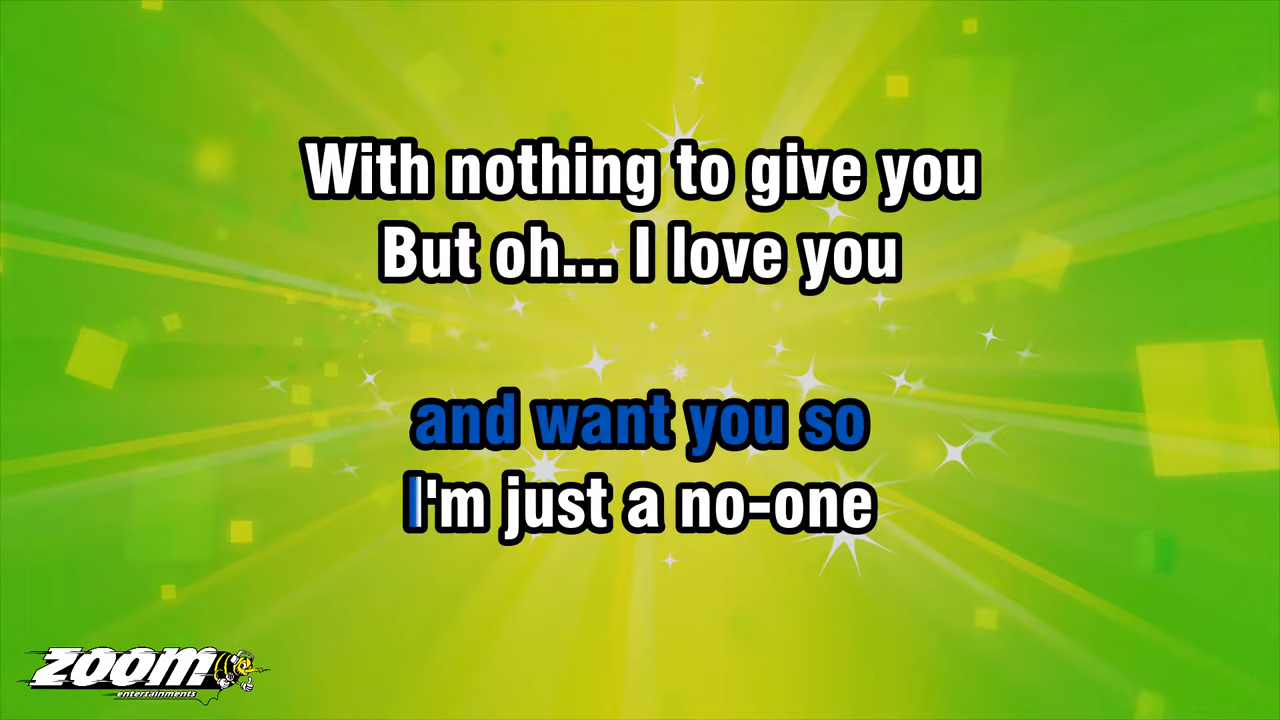 With nothing to give you
But oh... I love you
and want you so
I'm just a no-one
ZOOM
entertainments